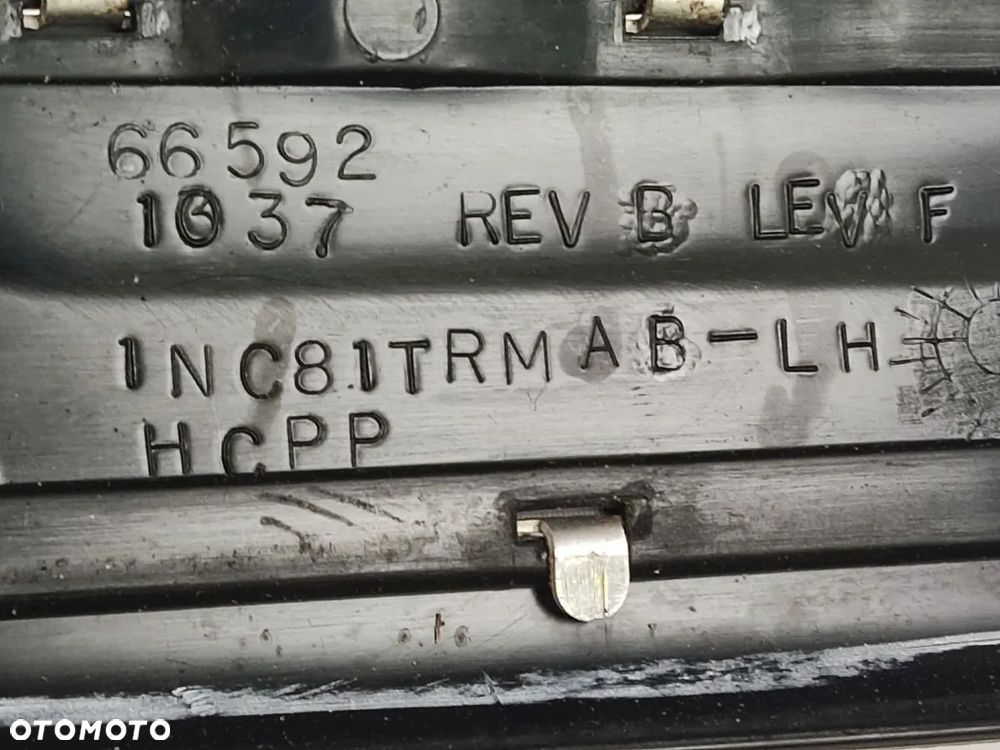 66592
1037 REV B LEV F
1NC81TRMAB-LH
HCPP
OTOMOTO